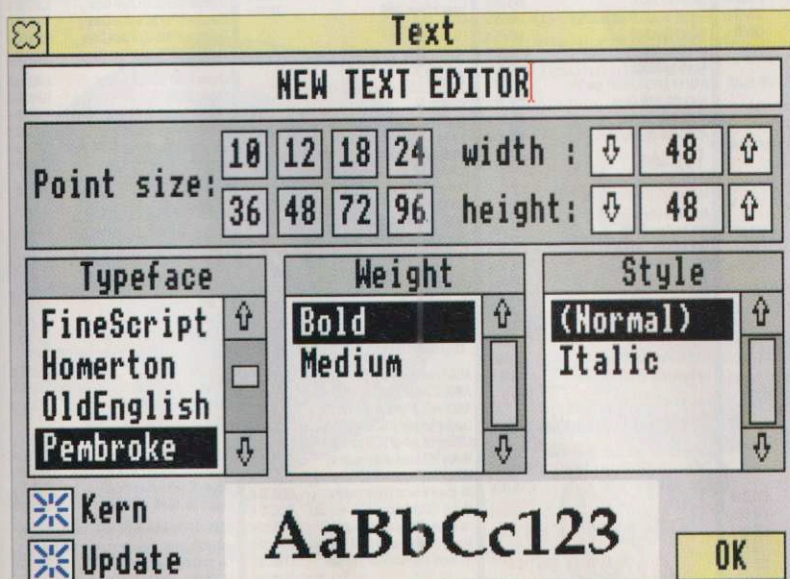 Text
NEW TEXT EDITOR
Point size:
10 12 18 24
36 48 72 96
width : 48
height: 48
Typeface
FineScript
Homerton
OldEnglish
Pembroke
Weight
Bold
Medium
Style
(Normal)
Italic
Kern
Update
AaBbCc123
OK